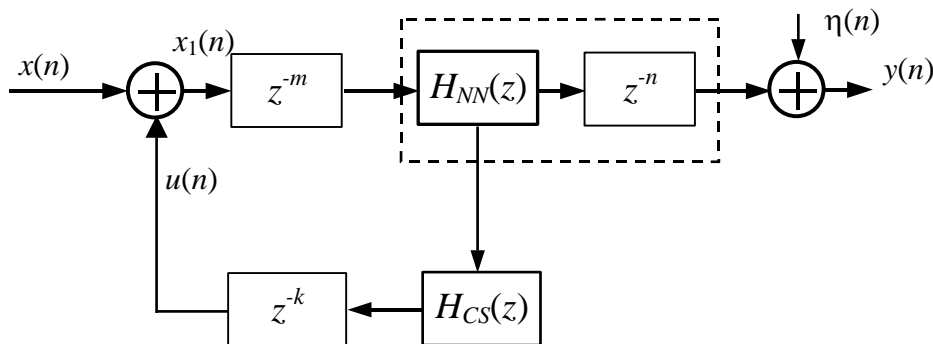 η(n)
x(n)
x₁(n)
z⁻ᵐ
H_NN(z)
z⁻ⁿ
y(n)
u(n)
z⁻ᵏ
H_CS(z)